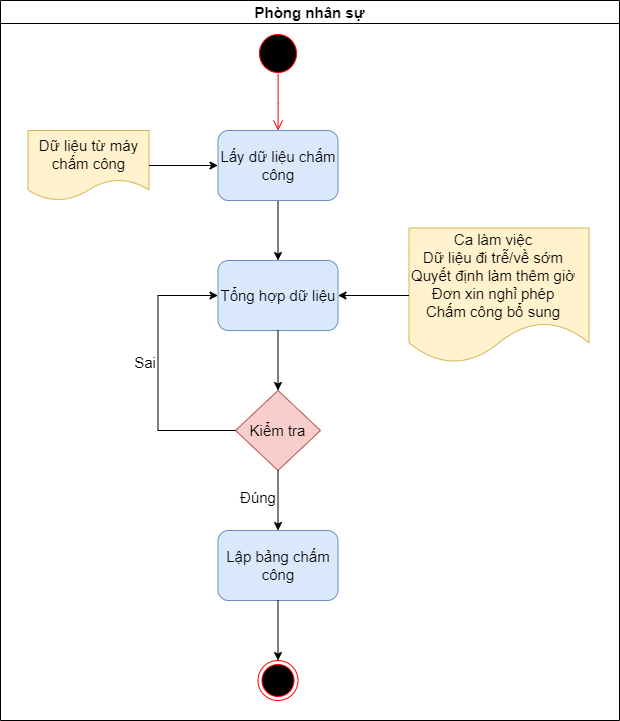 Phòng nhân sự
Dữ liệu từ máy
chấm công
Lấy dữ liệu chấm
công
Ca làm việc
Dữ liệu đi trễ/về sớm
Quyết định làm thêm giờ
Đơn xin nghỉ phép
Chấm công bổ sung
Tổng hợp dữ liệu
Sai
Kiểm tra
Đúng
Lập bảng chấm
công